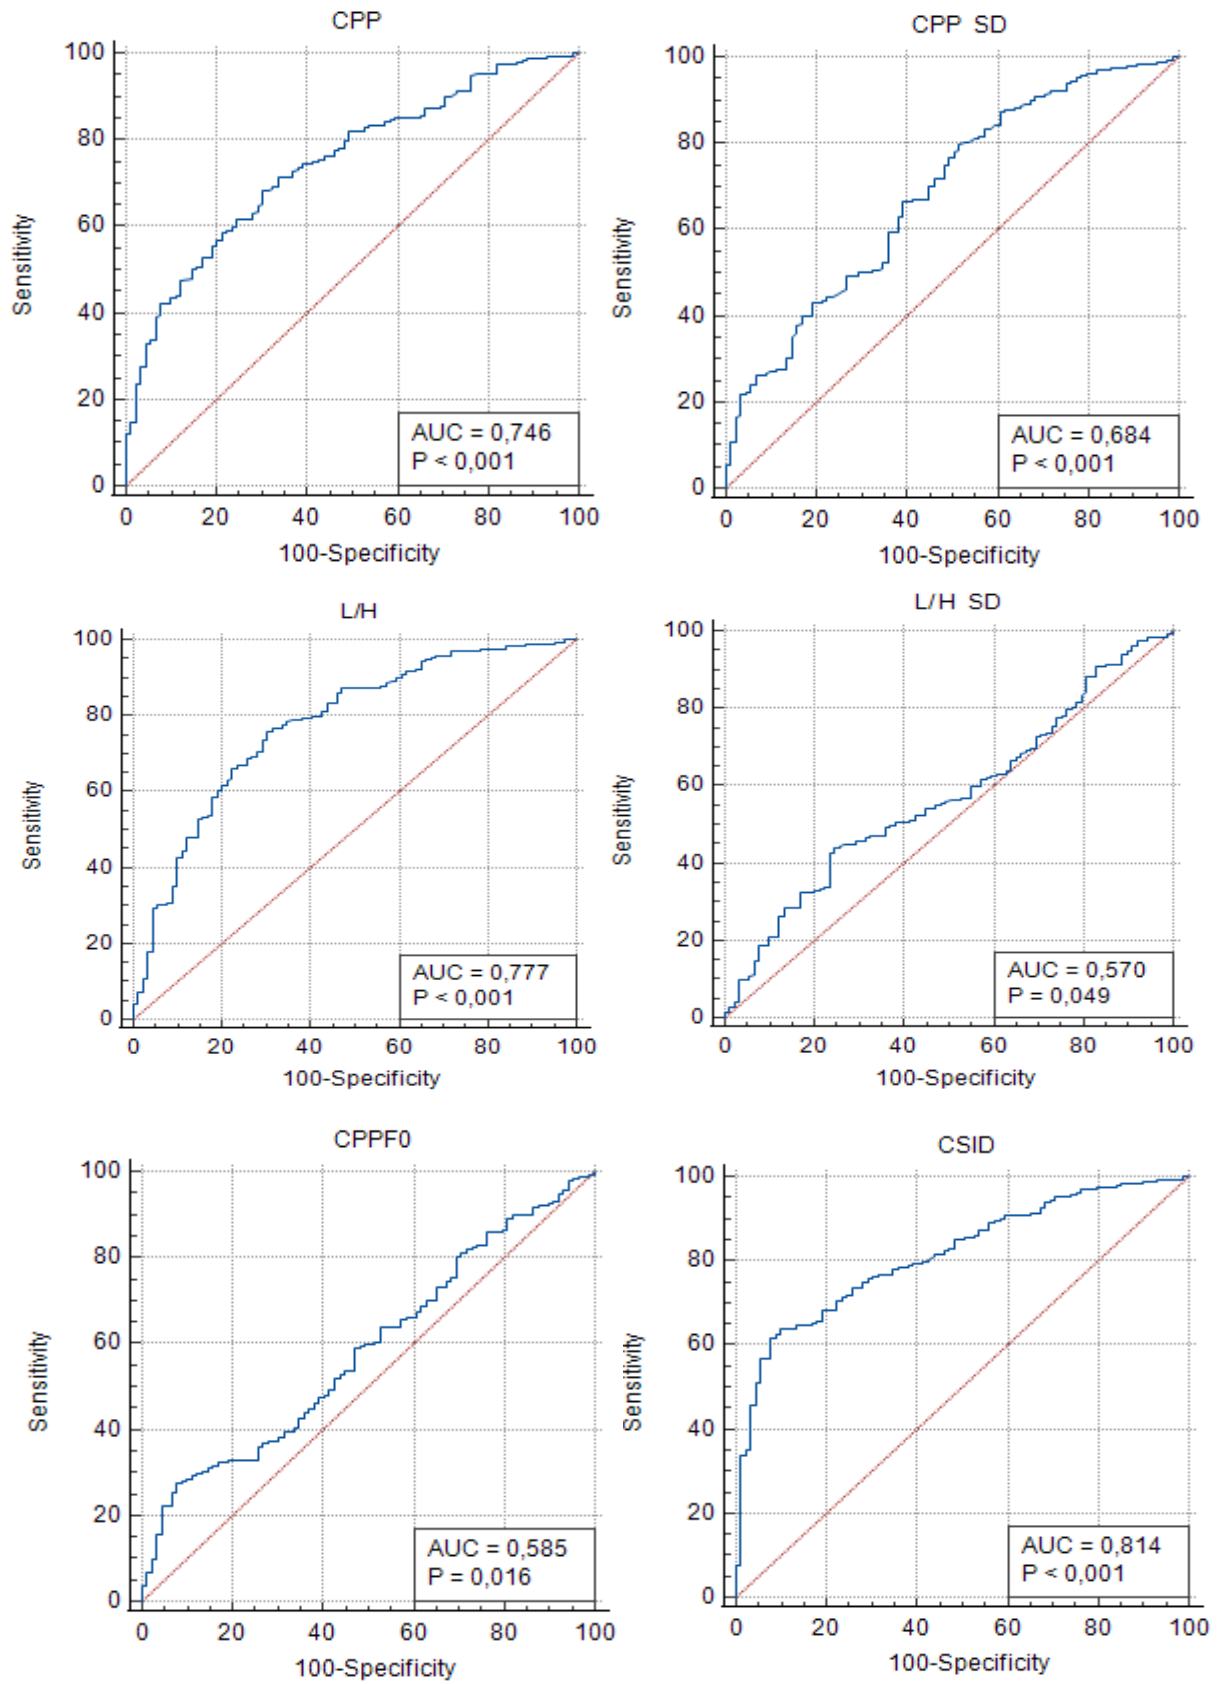 CPP
Sensitivity
100
80
60
40
20
0
AUC = 0,746
P < 0,001
0 20 40 60 80 100
100-Specificity
CPP SD
Sensitivity
100
80
60
40
20
0
AUC = 0,684
P < 0,001
0 20 40 60 80 100
100-Specificity
L/H
Sensitivity
100
80
60
40
20
0
AUC = 0,777
P < 0,001
0 20 40 60 80 100
100-Specificity
L/H SD
Sensitivity
100
80
60
40
20
0
AUC = 0,570
P = 0,049
0 20 40 60 80 100
100-Specificity
CPPF0
Sensitivity
100
80
60
40
20
0
AUC = 0,585
P = 0,016
0 20 40 60 80 100
100-Specificity
CSID
Sensitivity
100
80
60
40
20
0
AUC = 0,814
P < 0,001
0 20 40 60 80 100
100-Specificity